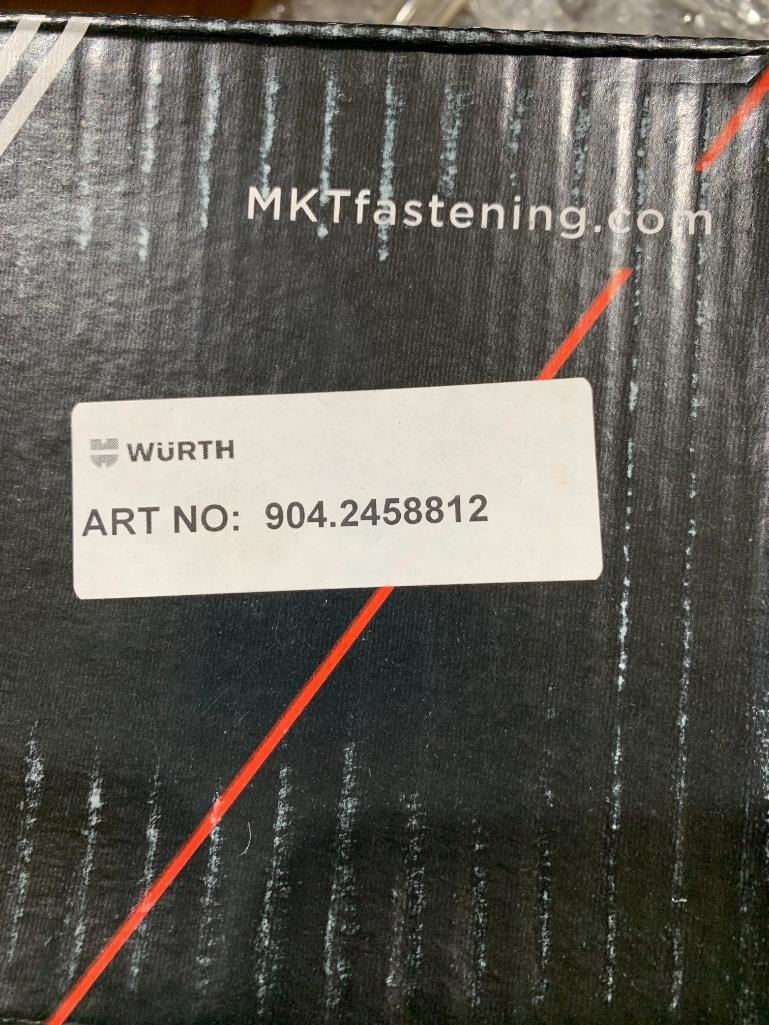 MKTfastening.com
WÜRTH
ART NO: 904.2458812